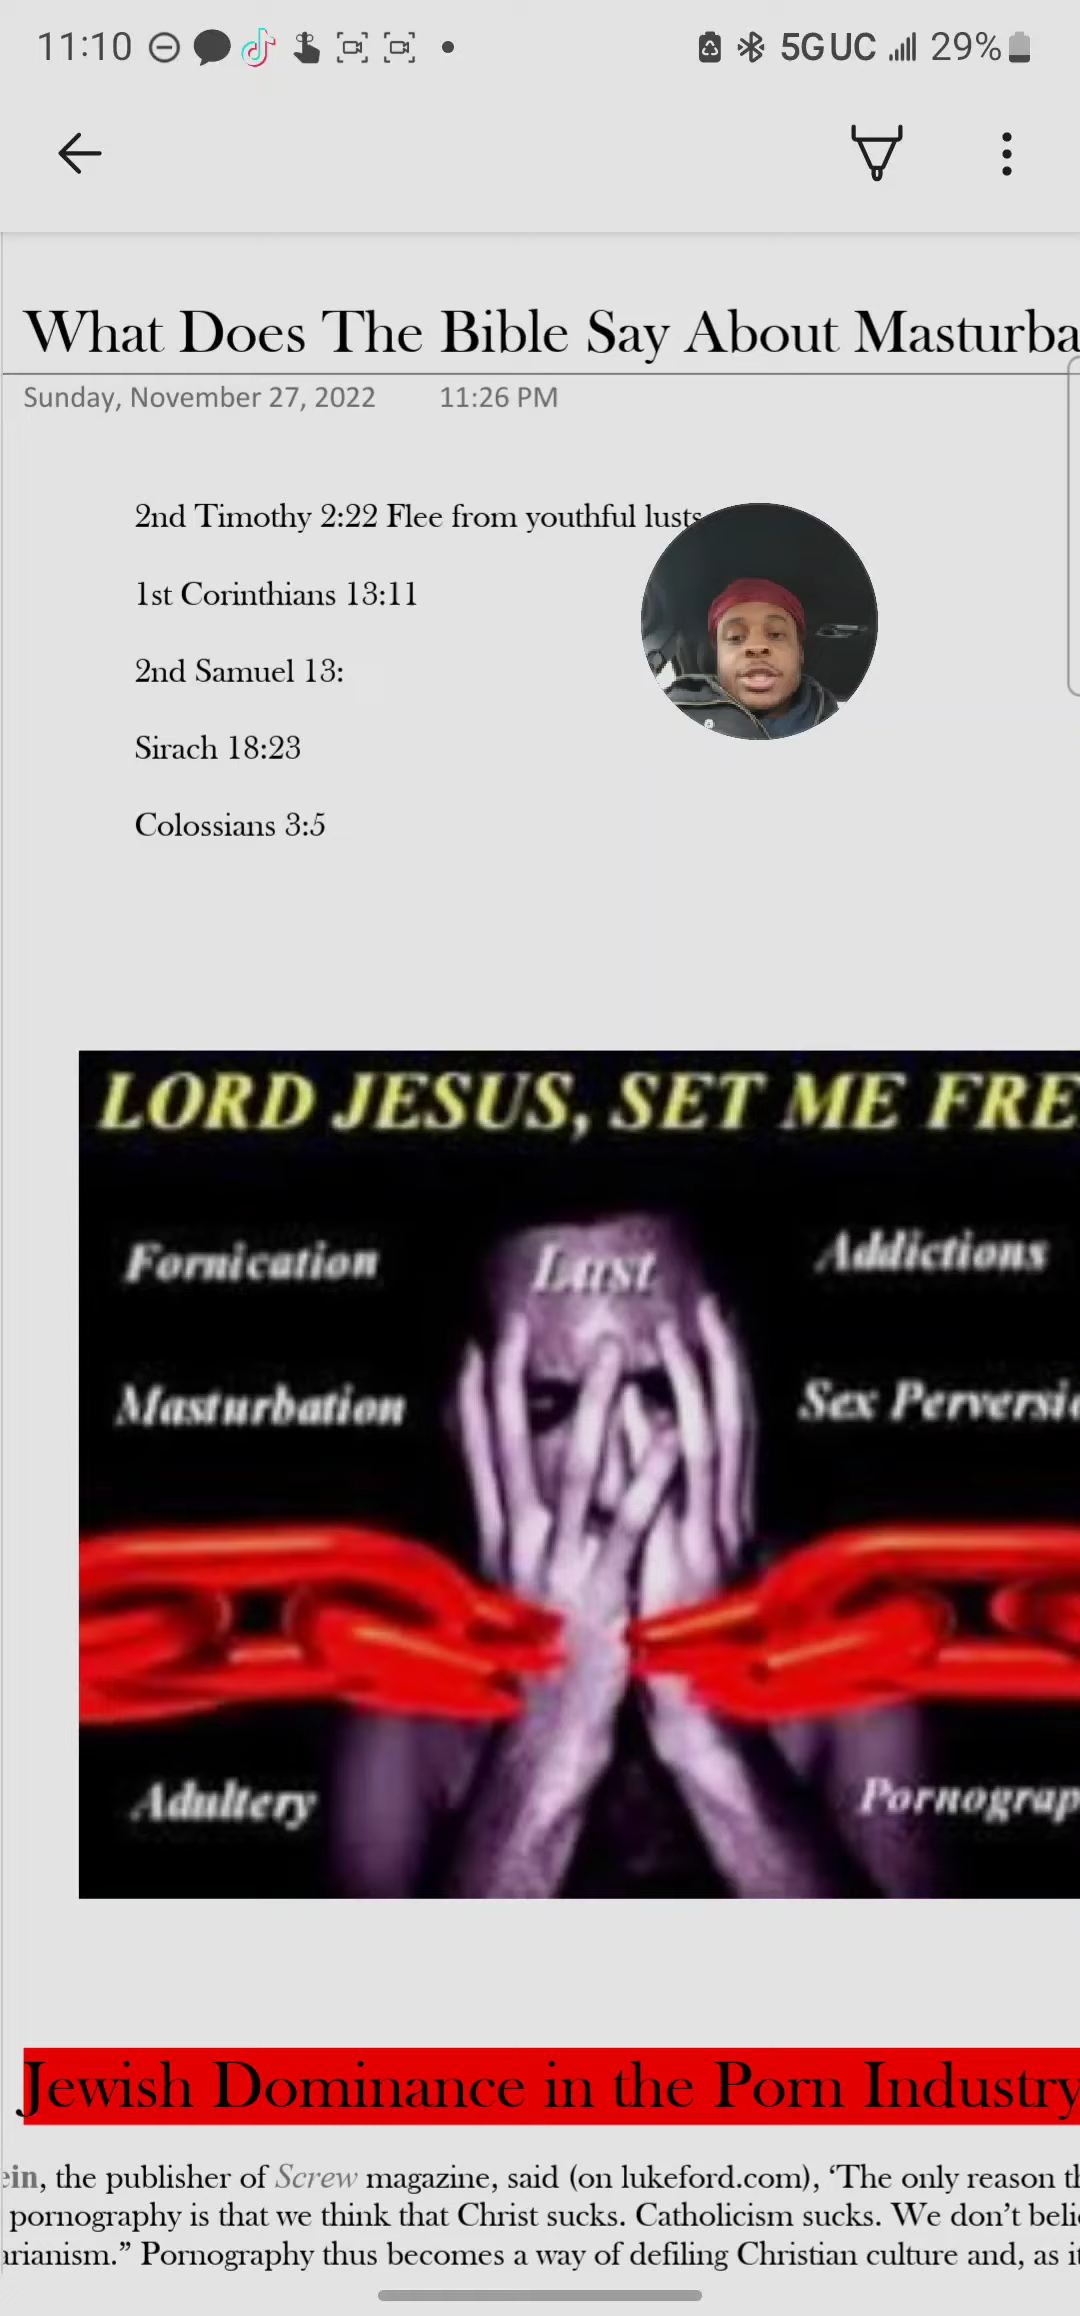 11:10 5G UC 29%
What Does The Bible Say About Masturba
Sunday, November 27, 2022 11:26 PM
2nd Timothy 2:22 Flee from youthful lusts
1st Corinthians 13:11
2nd Samuel 13:
Sirach 18:23
Colossians 3:5
LORD JESUS, SET ME FRE
Fornication Lust Addictions
Masturbation Sex Perversio
Adultery Pornograp
Jewish Dominance in the Porn Industry
ein, the publisher of Screw magazine, said (on lukeford.com), ‘The only reason th
pornography is that we think that Christ sucks. Catholicism sucks. We don’t beli
arianism.” Pornography thus becomes a way of defiling Christian culture and, as it